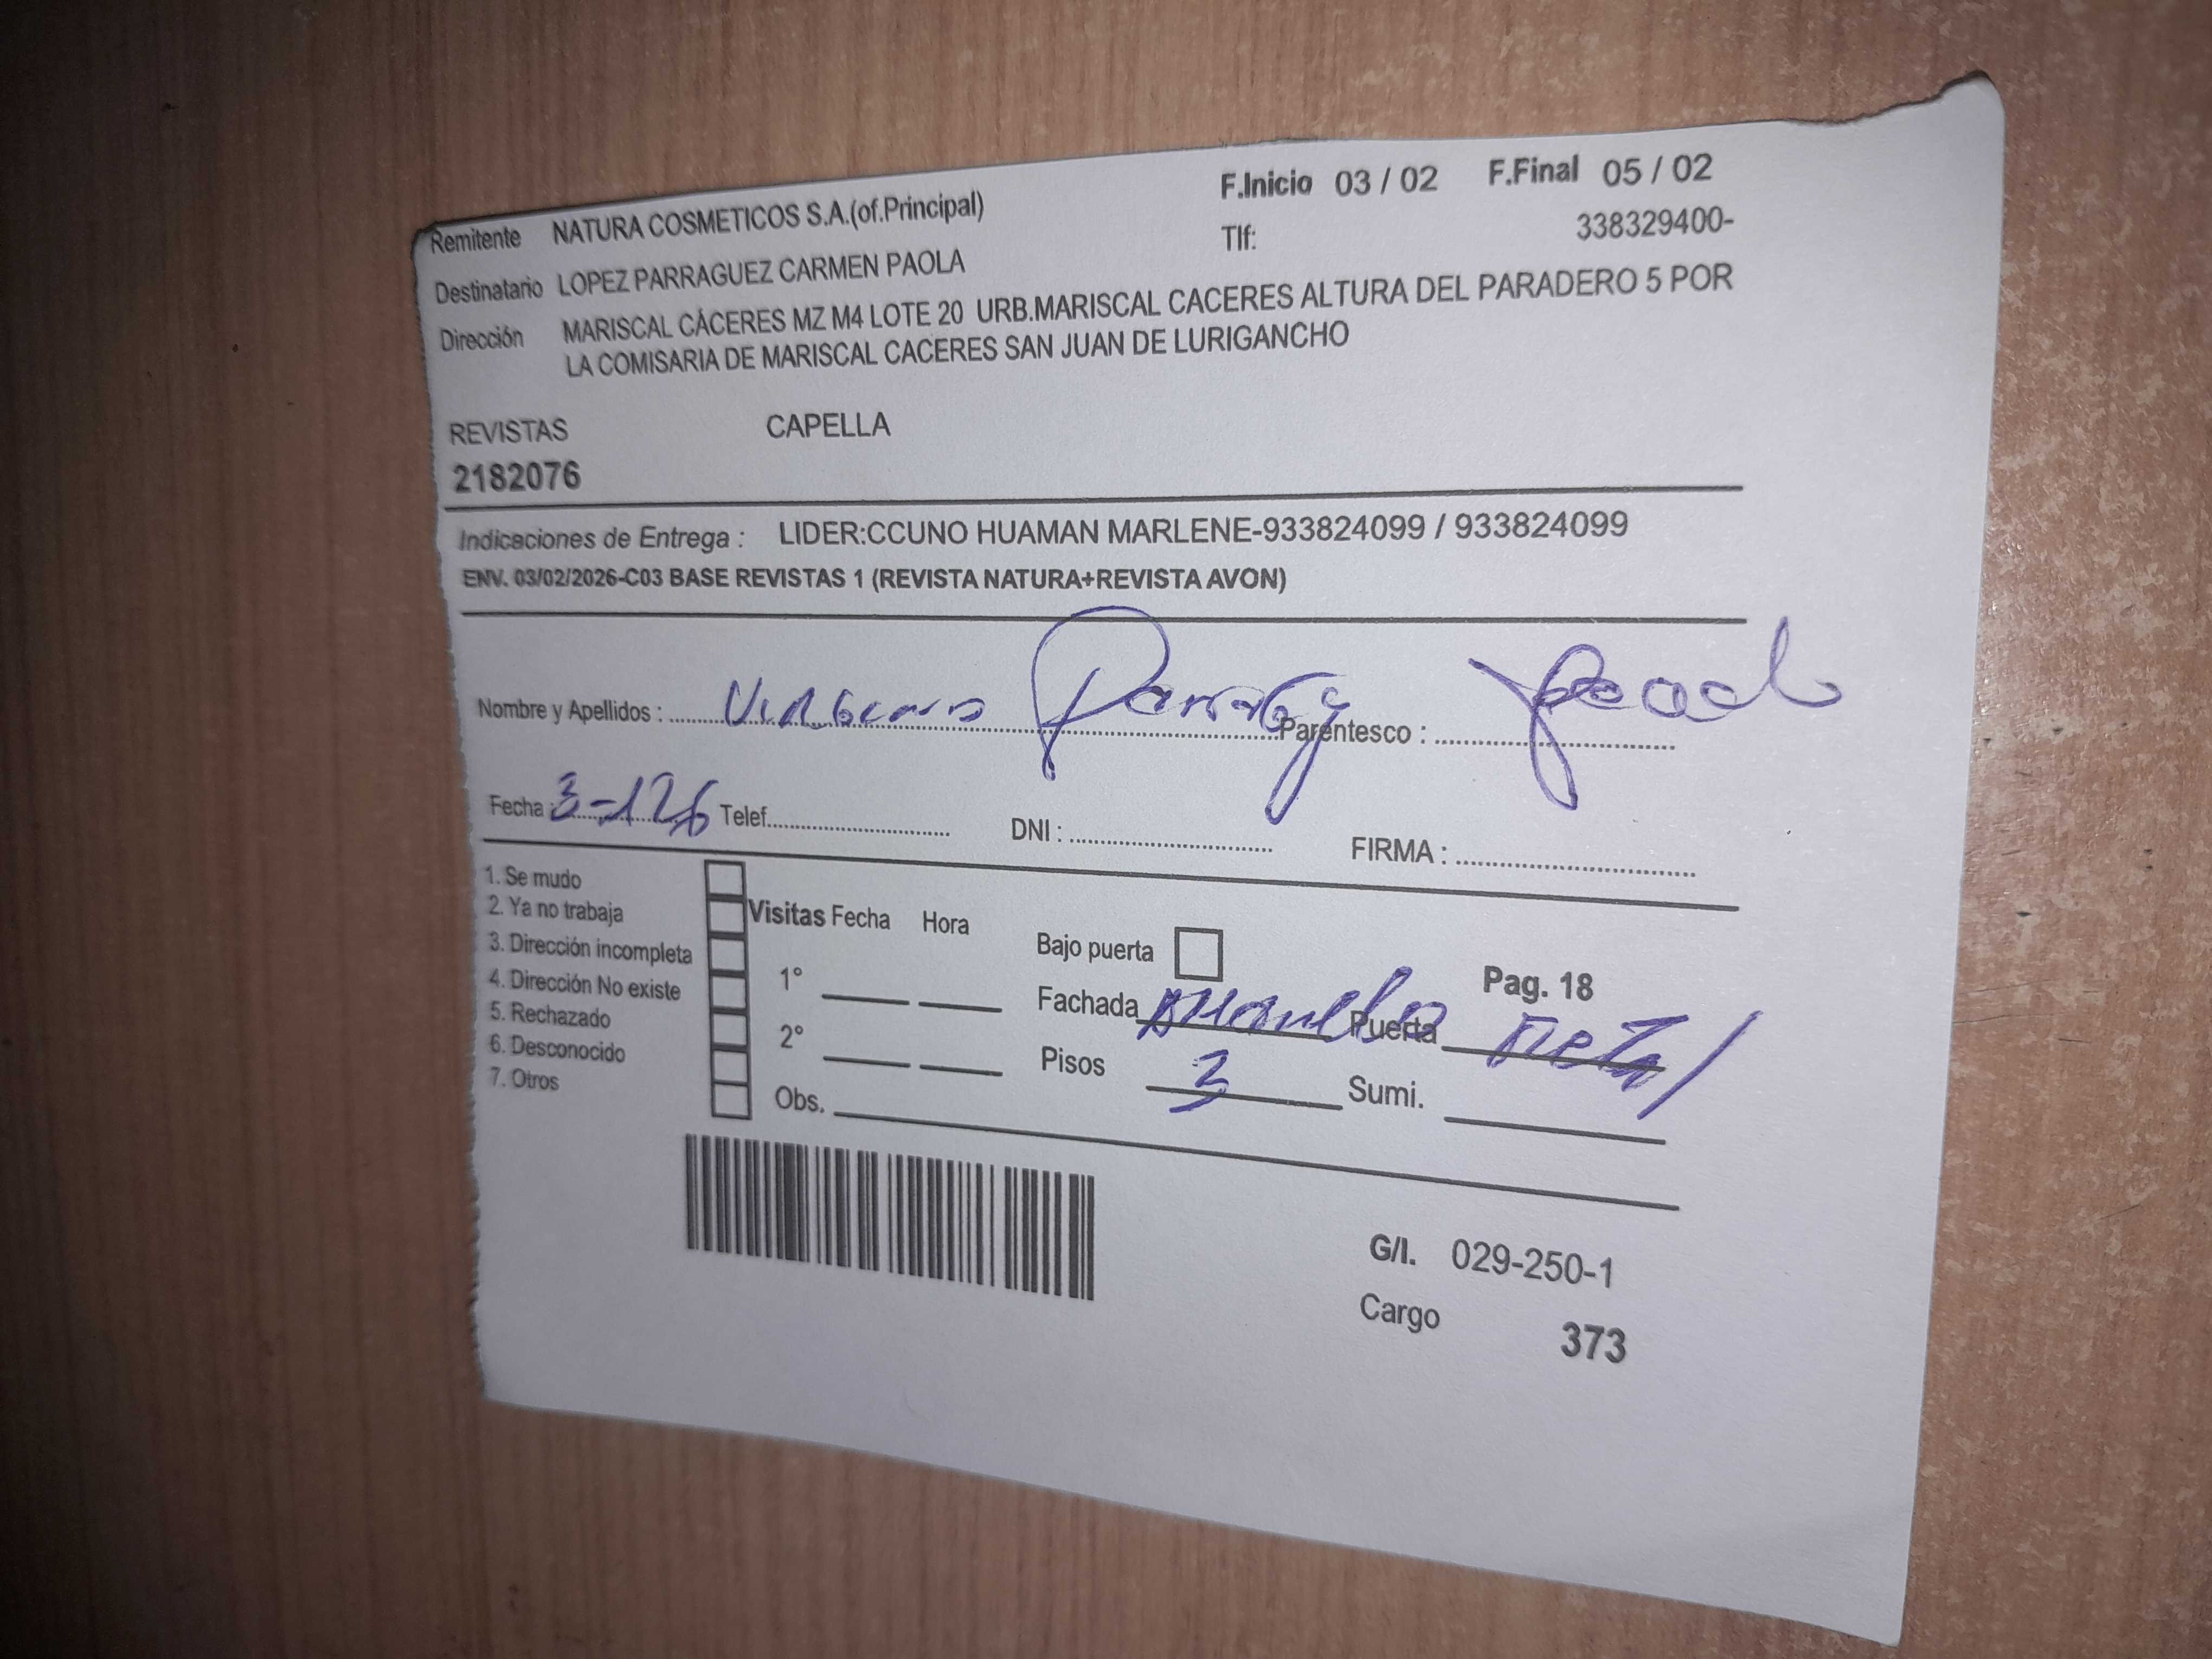 Remitente NATURA COSMETICOS S.A.(of.Principal) F.Inicio 03 / 02 F.Final 05 / 02
Destinatario LOPEZ PARRAGUEZ CARMEN PAOLA Tlf: 338329400-
Dirección MARISCAL CÁCERES MZ M4 LOTE 20 URB.MARISCAL CACERES ALTURA DEL PARADERO 5 POR
LA COMISARIA DE MARISCAL CACERES SAN JUAN DE LURIGANCHO
REVISTAS CAPELLA
2182076
Indicaciones de Entrega : LIDER:CCUNO HUAMAN MARLENE-933824099 / 933824099
ENV. 03/02/2026-C03 BASE REVISTAS 1 (REVISTA NATURA+REVISTA AVON)
Nombre y Apellidos : Parentesco :
Fecha : Telef. DNI : FIRMA :
1. Se mudo
2. Ya no trabaja
3. Dirección incompleta
4. Dirección No existe
5. Rechazado
6. Desconocido
7. Otros
Visitas Fecha Hora
1°
2°
Obs.
Bajo puerta Pag. 18
Fachada Puerta Metal
Pisos 3 Sumi.
G/I. 029-250-1
Cargo 373